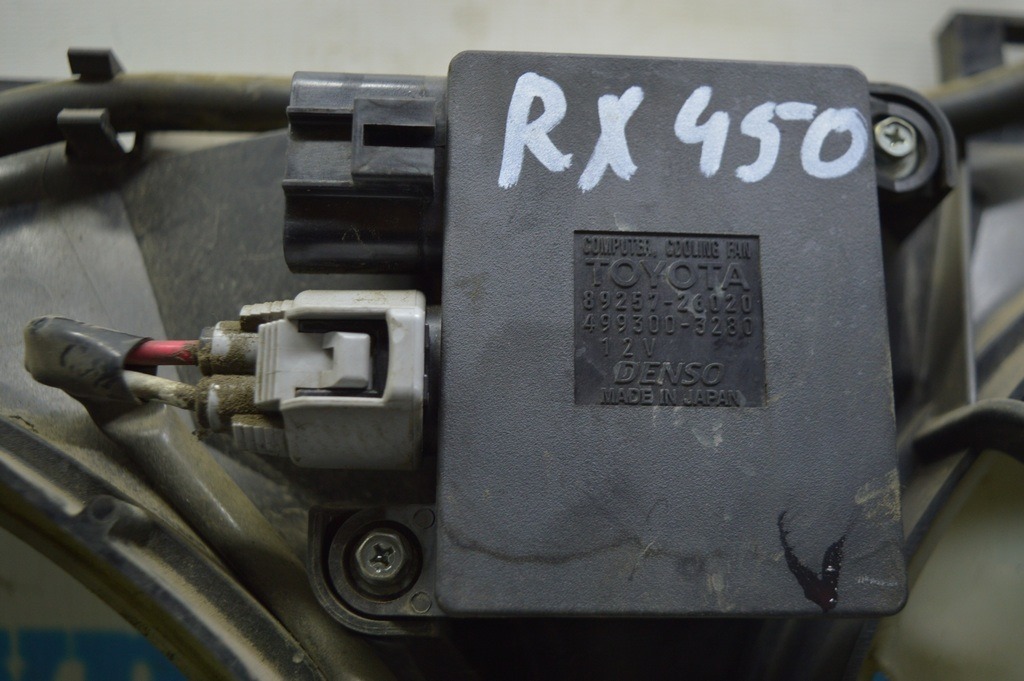 RX 450
COMPUTER, COOLING FAN
TOYOTA
89257-26020
499300-3280
12V
DENSO
MADE IN JAPAN